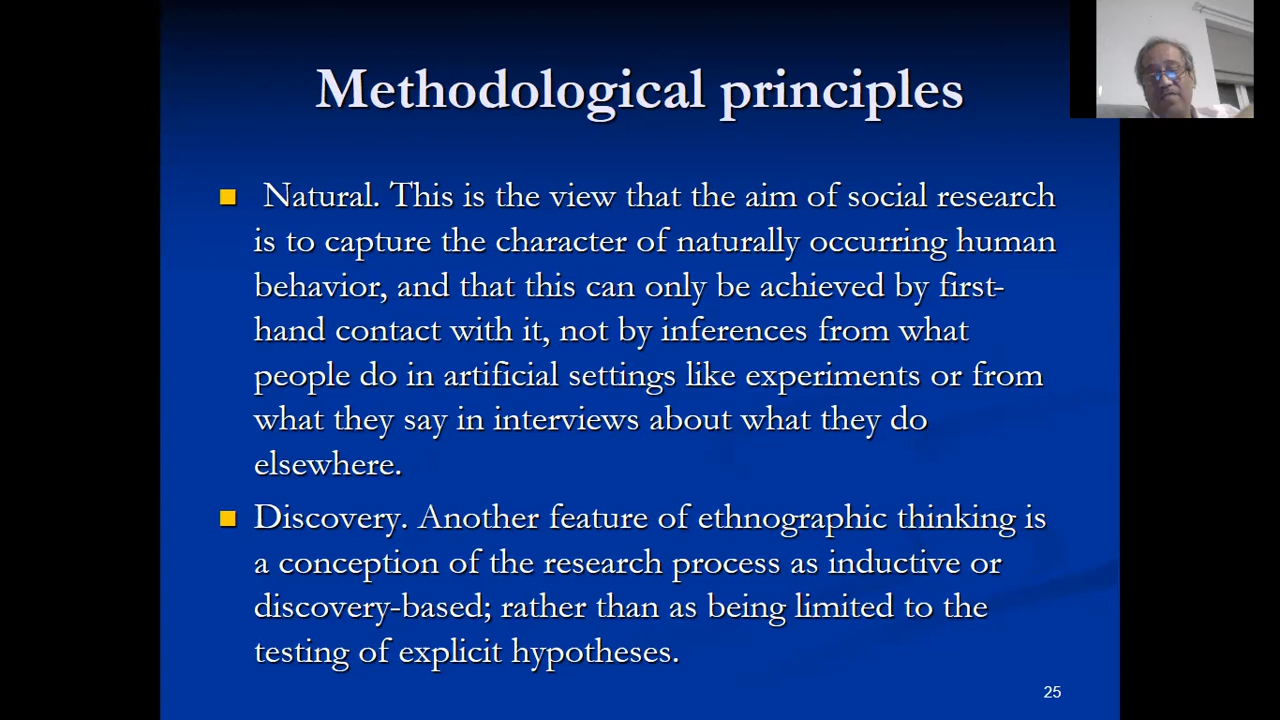 Methodological principles
Natural. This is the view that the aim of social research
is to capture the character of naturally occurring human
behavior, and that this can only be achieved by first-
hand contact with it, not by inferences from what
people do in artificial settings like experiments or from
what they say in interviews about what they do
elsewhere.
Discovery. Another feature of ethnographic thinking is
a conception of the research process as inductive or
discovery-based; rather than as being limited to the
testing of explicit hypotheses.
25